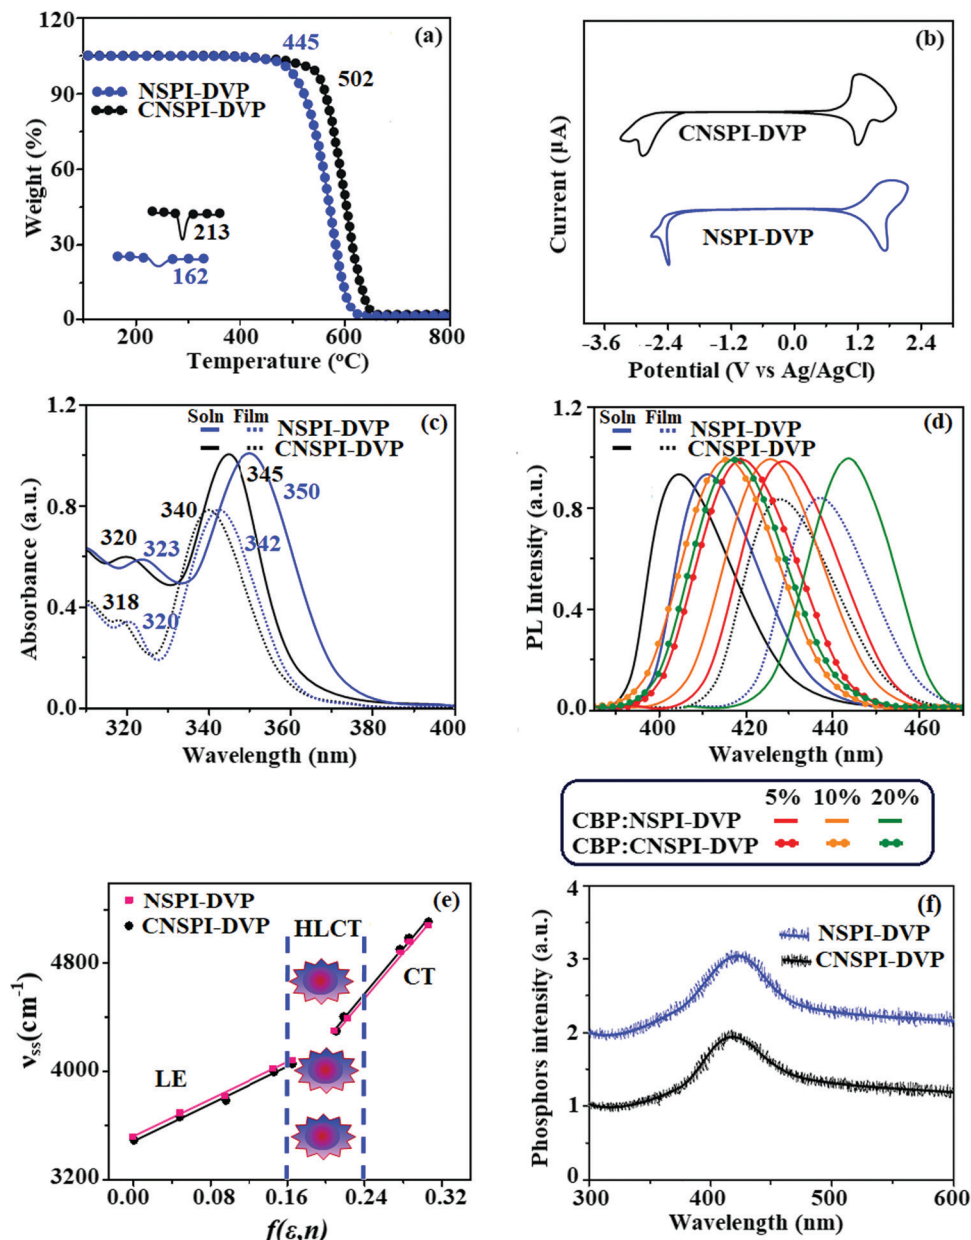 (a)
120
90
60
30
0
Weight (%)
445
502
NSPI-DVP
CNSPI-DVP
213
162
200 400 600 800
Temperature (°C)
(b)
Current (µA)
CNSPI-DVP
NSPI-DVP
-3.6 -2.4 -1.2 0.0 1.2 2.4
Potential (V vs Ag/AgCl)
(c)
1.2
0.8
0.4
0.0
Absorbance (a.u.)
Soln Film
NSPI-DVP
CNSPI-DVP
345
350
340
342
320
323
318
320
320 340 360 380 400
Wavelength (nm)
(d)
1.2
0.8
0.4
0.0
PL Intensity (a.u.)
Soln Film
NSPI-DVP
CNSPI-DVP
400 420 440 460
Wavelength (nm)
5% 10% 20%
CBP:NSPI-DVP
CBP:CNSPI-DVP
(e)
4800
4000
3200
νss(cm-1)
NSPI-DVP
CNSPI-DVP
HLCT
CT
LE
0.00 0.08 0.16 0.24 0.32
f(ε,n)
(f)
4
3
2
1
0
Phosphors intensity (a.u.)
NSPI-DVP
CNSPI-DVP
300 400 500 600
Wavelength (nm)